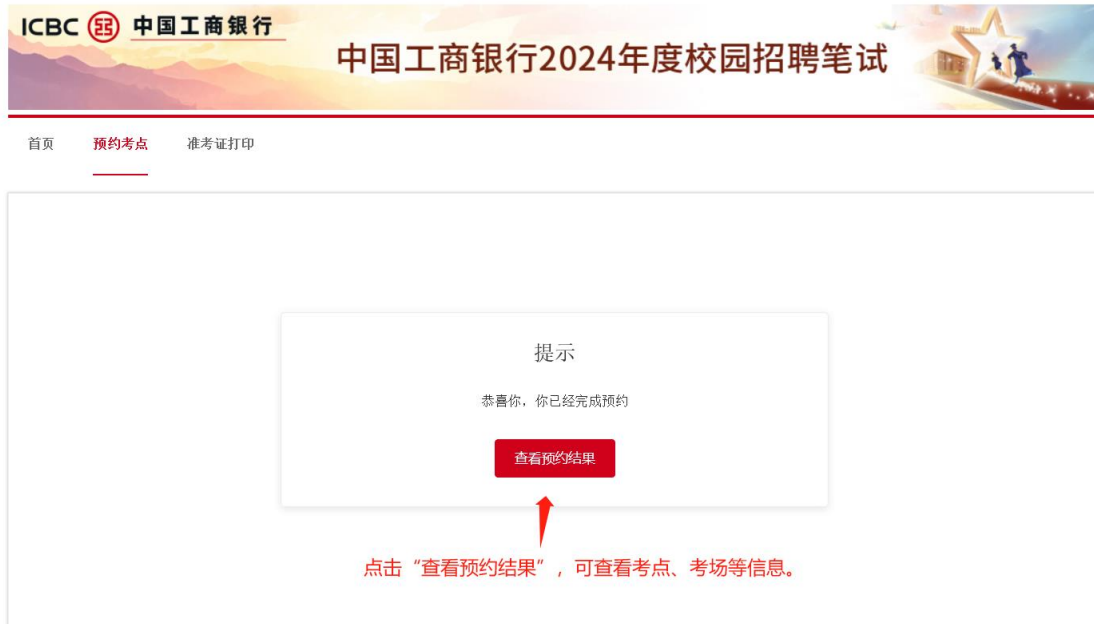 ICBC 中国工商银行
中国工商银行2024年度校园招聘笔试
首页 预约考点 准考证打印
提示
恭喜你，你已经完成预约
查看预约结果
点击“查看预约结果”，可查看考点、考场等信息。